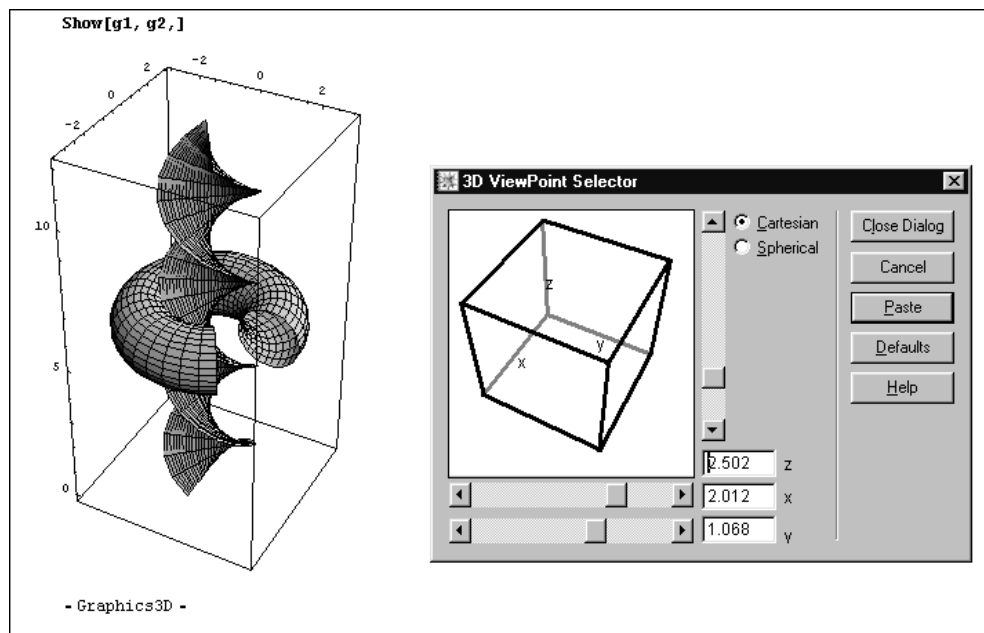 Show[g1, g2,]
-2
0
2
2
0
-2
10
5
0
- Graphics3D -
3D ViewPoint Selector
z
y
x
Cartesian
Spherical
2.502 z
2.012 x
1.068 y
Close Dialog
Cancel
Paste
Defaults
Help